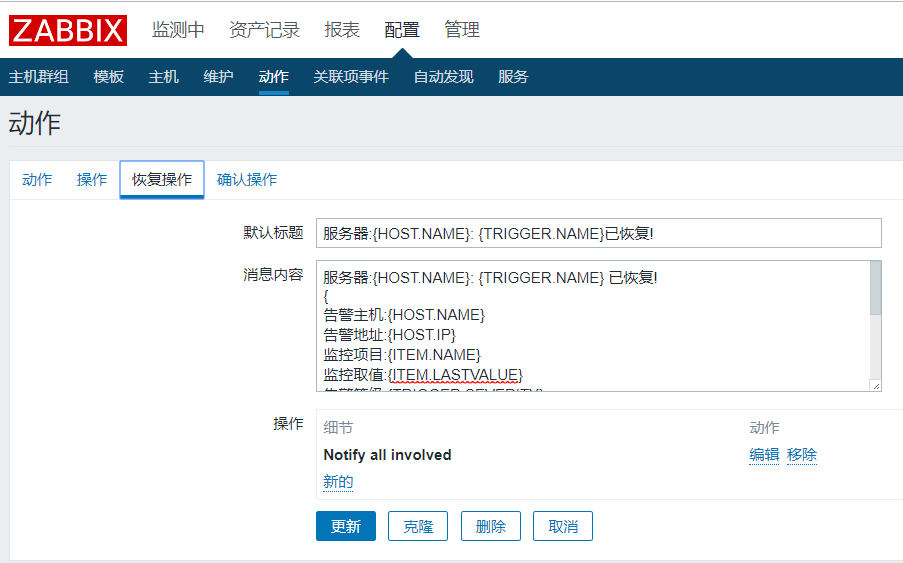 ZABBIX 监测中 资产记录 报表 配置 管理
主机群组 模板 主机 维护 动作 关联项事件 自动发现 服务
动作
动作 操作 恢复操作 确认操作
默认标题 服务器:{HOST.NAME}: {TRIGGER.NAME}已恢复!
消息内容 服务器:{HOST.NAME}: {TRIGGER.NAME} 已恢复!
{
告警主机:{HOST.NAME}
告警地址:{HOST.IP}
监控项目:{ITEM.NAME}
监控取值:{ITEM.LASTVALUE}
告警等级:{TRIGGER.SEVERITY}
操作 细节 动作
Notify all involved 编辑 移除
新的
更新 克隆 删除 取消